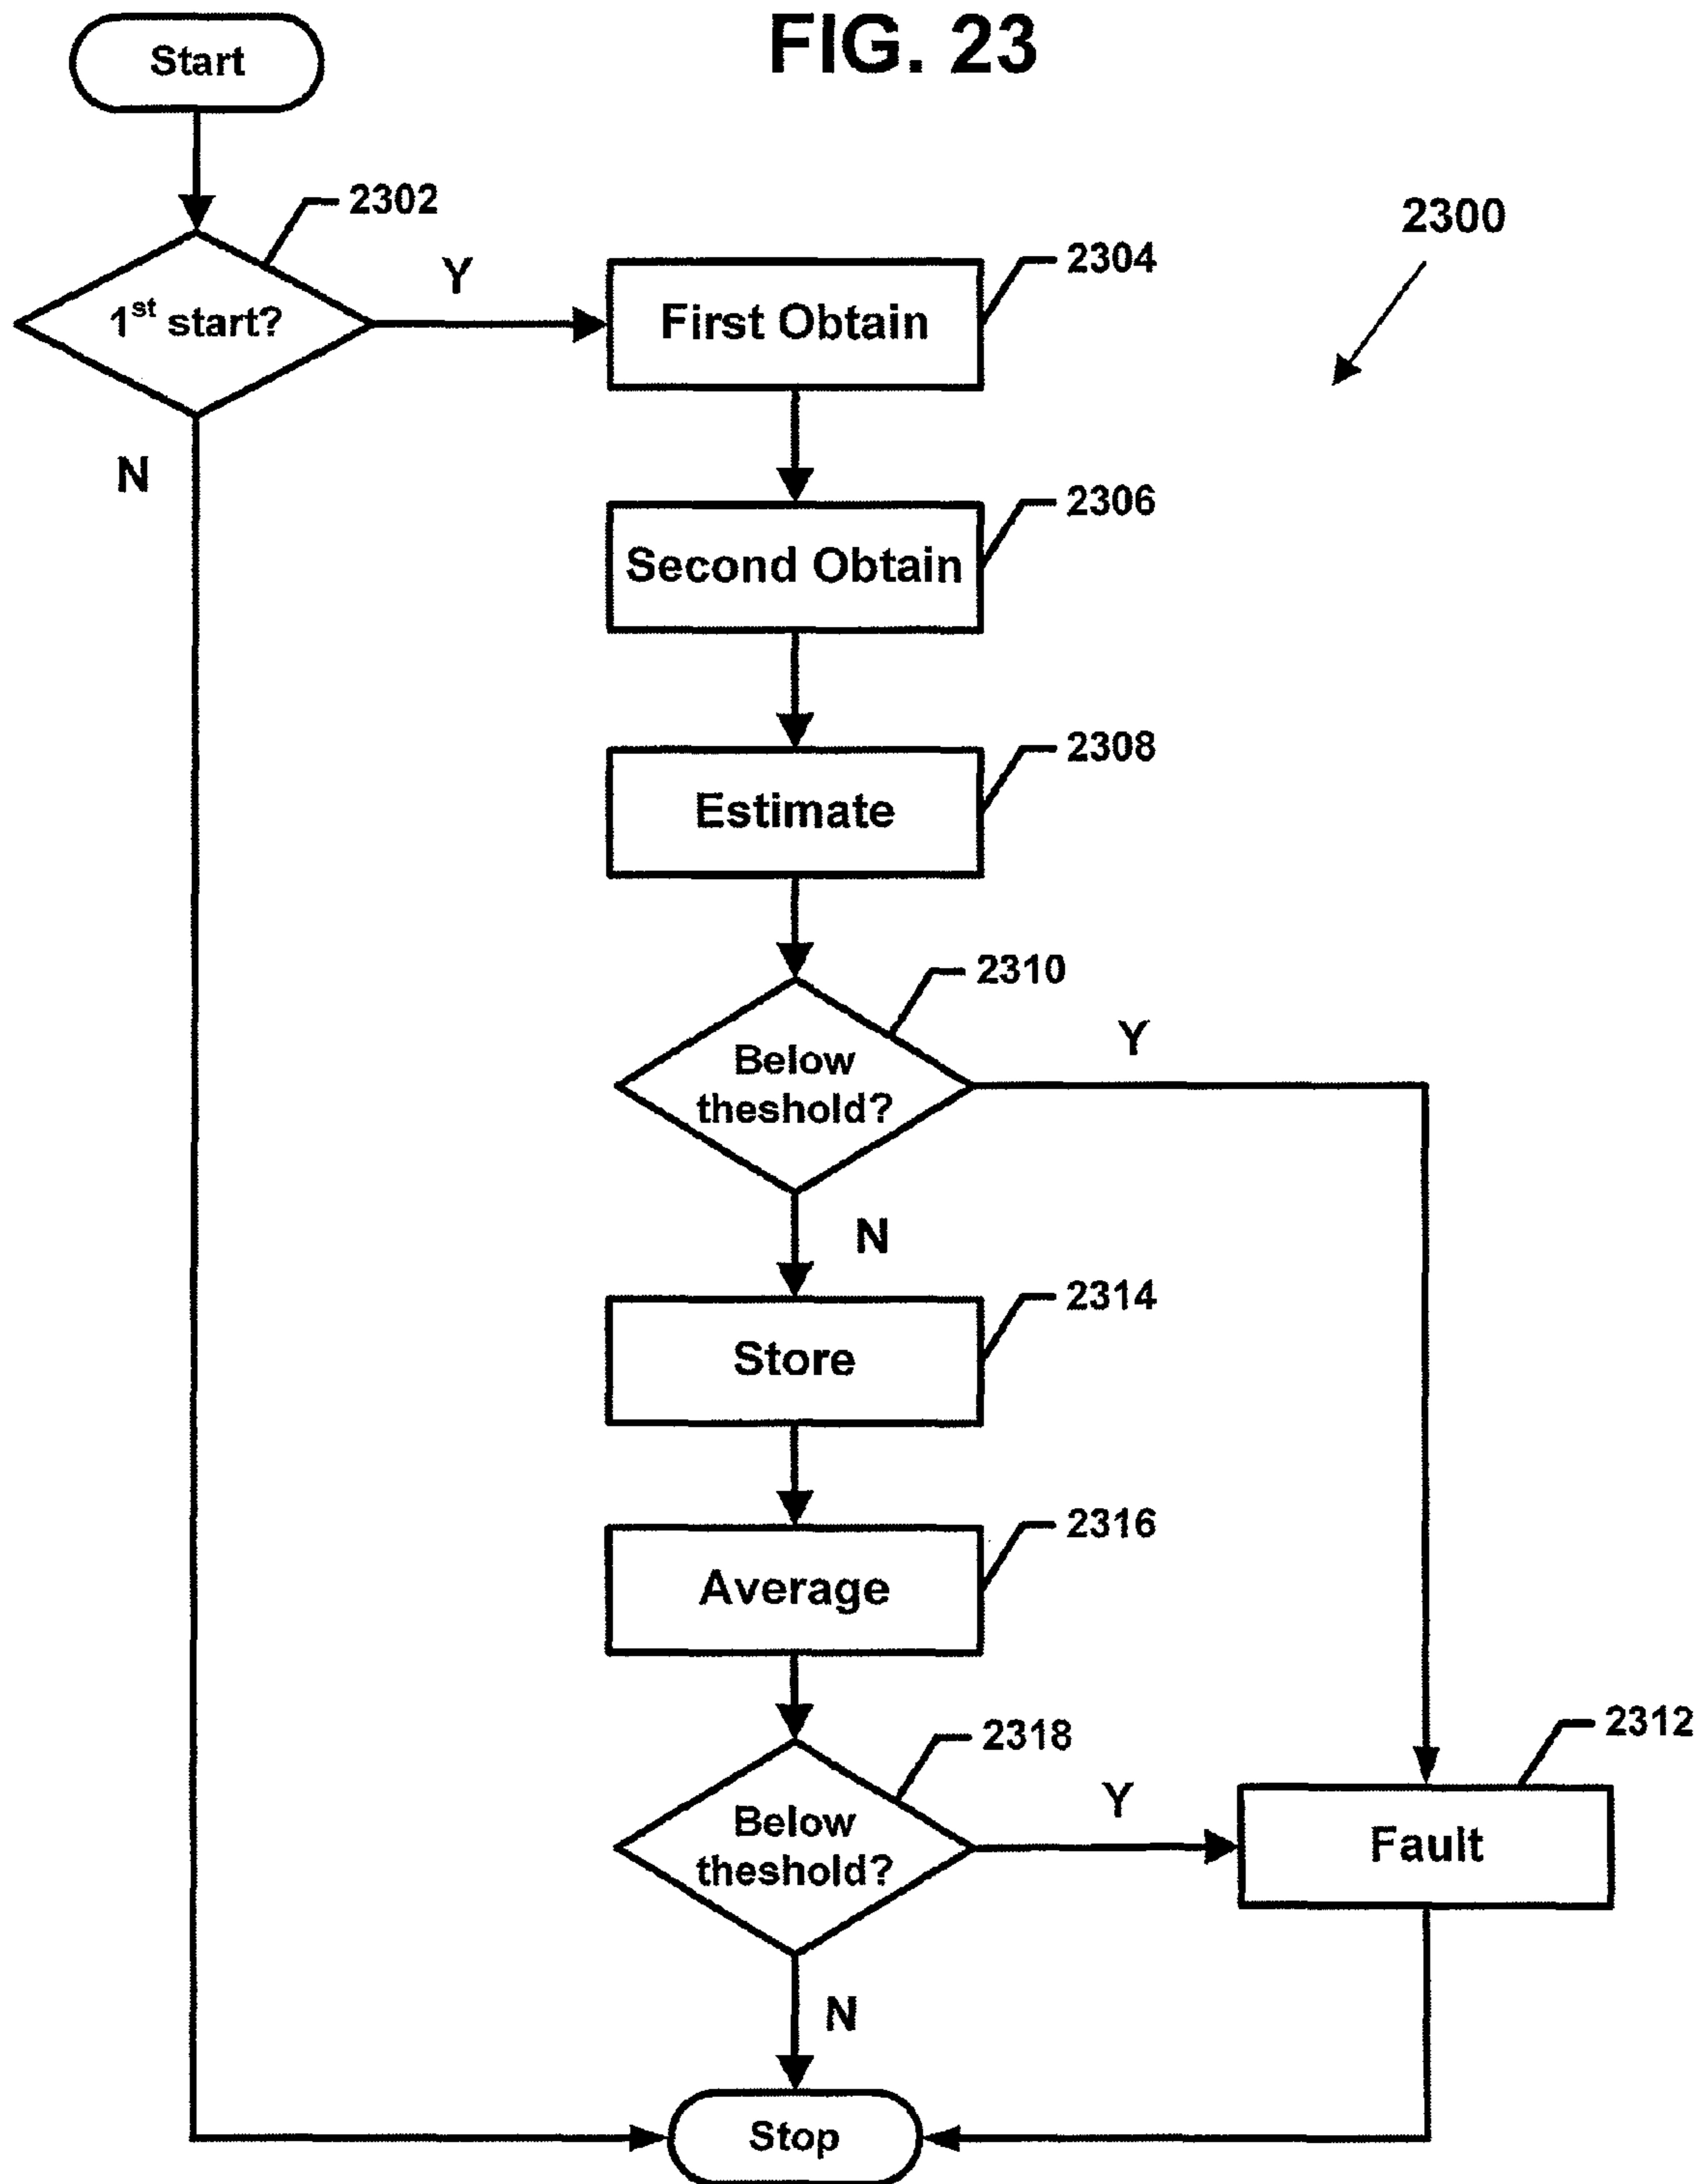 FIG. 23
Start
2302
2300
1st start?
Y
2304
First Obtain
N
2306
Second Obtain
2308
Estimate
2310
Below
theshold?
Y
N
2314
Store
2316
Average
2318
2312
Below
theshold?
Y
Fault
N
Stop